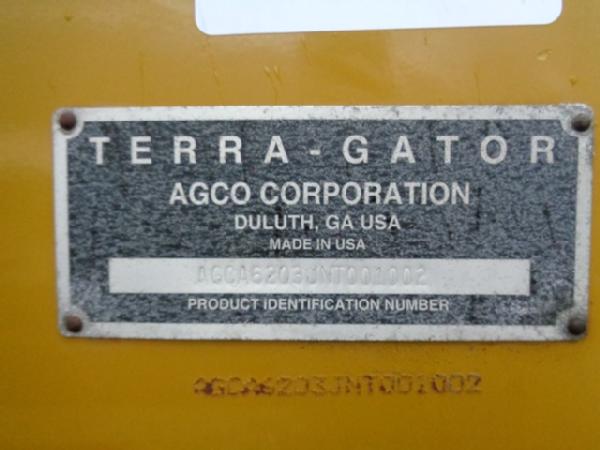 TERRA-GATOR
AGCO CORPORATION
DULUTH, GA USA
MADE IN USA
AGCA6203JNT001002
PRODUCT IDENTIFICATION NUMBER
AGCA6203JNT001002